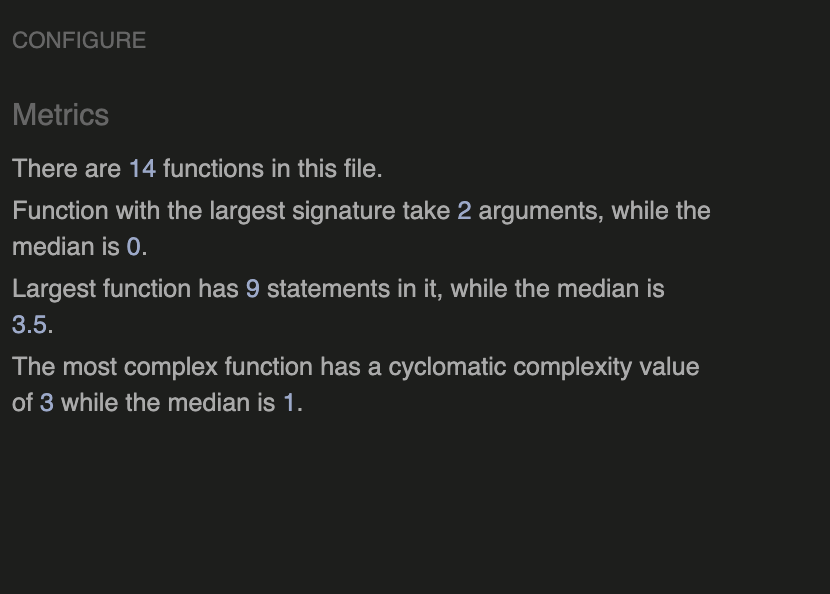 CONFIGURE
Metrics
There are 14 functions in this file.
Function with the largest signature take 2 arguments, while the
median is 0.
Largest function has 9 statements in it, while the median is
3.5.
The most complex function has a cyclomatic complexity value
of 3 while the median is 1.